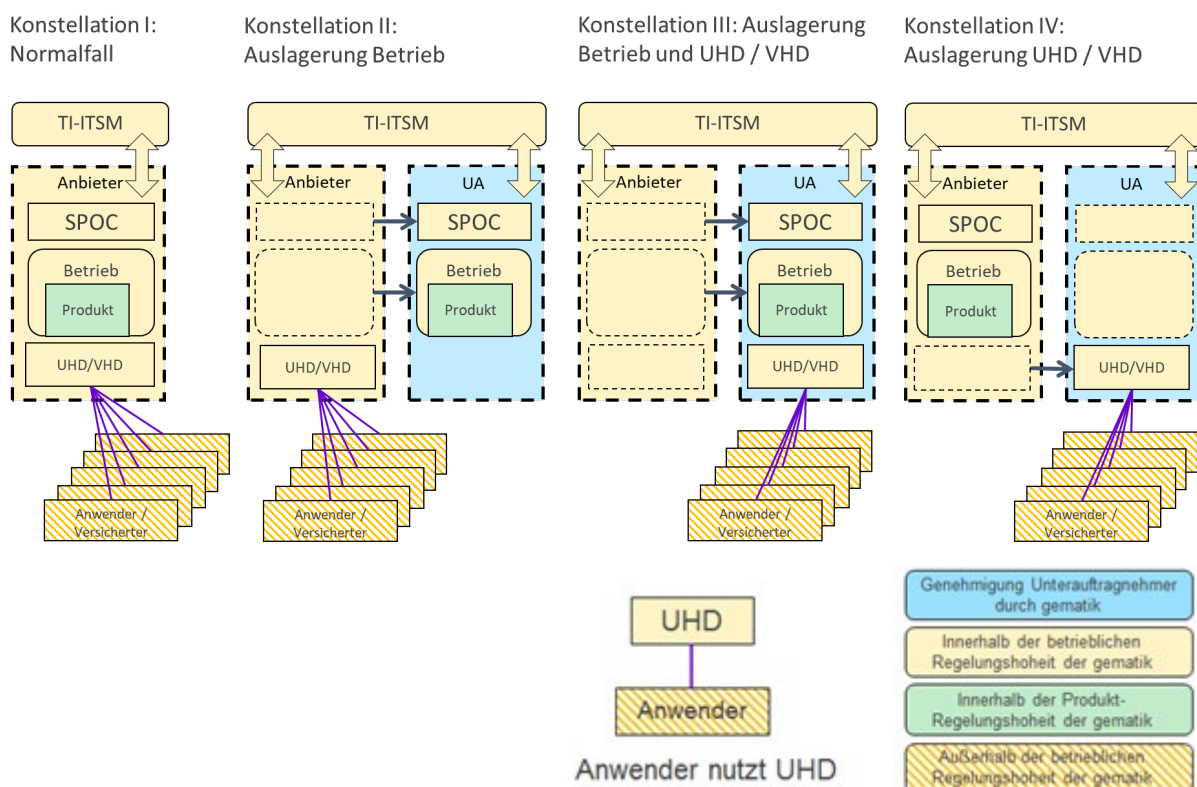 Konstellation I:
Normalfall
Konstellation II:
Auslagerung Betrieb
Konstellation III: Auslagerung
Betrieb und UHD / VHD
Konstellation IV:
Auslagerung UHD / VHD
TI-ITSM
Anbieter
SPOC
Betrieb
Produkt
UHD/VHD
Anwender /
Versicherter
TI-ITSM
Anbieter
UA
SPOC
Betrieb
Produkt
UHD/VHD
Anwender /
Versicherter
TI-ITSM
Anbieter
UA
SPOC
Betrieb
Produkt
UHD/VHD
Anwender /
Versicherter
TI-ITSM
Anbieter
UA
SPOC
Betrieb
Produkt
UHD/VHD
Anwender /
Versicherter
UHD
Anwender
Anwender nutzt UHD
Genehmigung Unterauftragnehmer
durch gematik
Innerhalb der betrieblichen
Regelungshoheit der gematik
Innerhalb der Produkt-
Regelungshoheit der gematik
Außerhalb der betrieblichen
Regelungshoheit der gematik